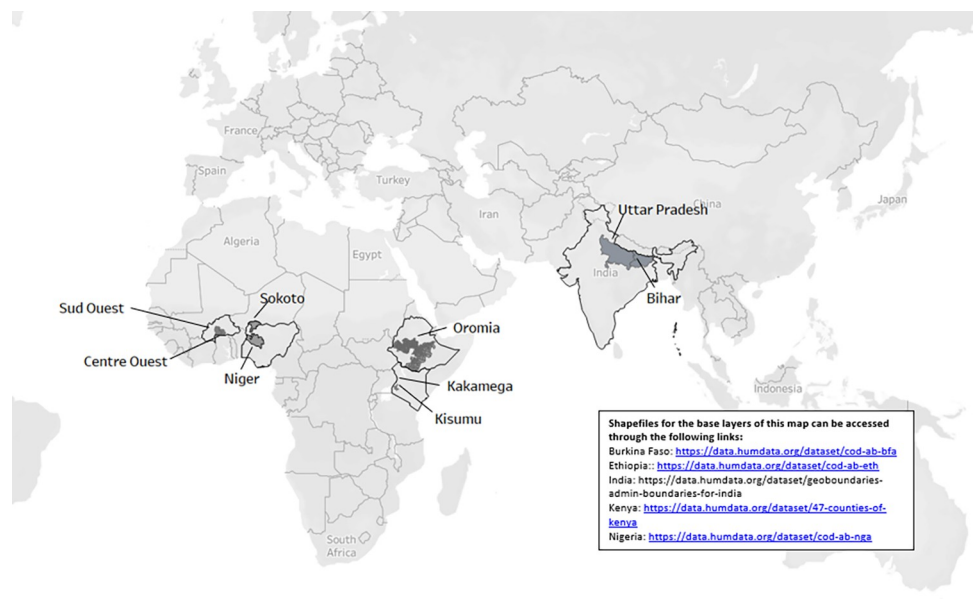 France
Spain
Turkey
Japan
China
Uttar Pradesh
Iran
Algeria
Egypt
India
Bihar
Sokoto
Sud Ouest
Oromia
Centre Ouest
Niger
Kakamega
Kisumu
Indonesia
Shapefiles for the base layers of this map can be accessed
through the following links:
Burkina Faso: https://data.humdata.org/dataset/cod-ab-bfa
Ethiopia:: https://data.humdata.org/dataset/cod-ab-eth
India: https://data.humdata.org/dataset/geoboundaries-
admin-boundaries-for-india
Kenya: https://data.humdata.org/dataset/47-counties-of-
kenya
Nigeria: https://data.humdata.org/dataset/cod-ab-nga
South
Africa